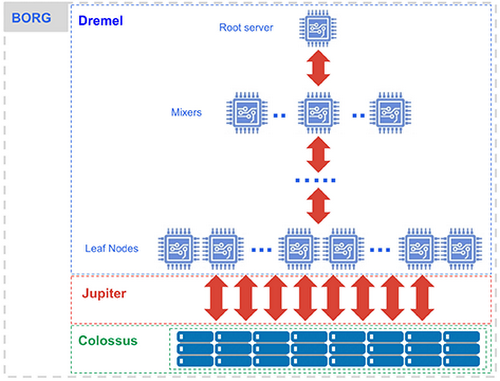 BORG
Dremel
Root server
Mixers
Leaf Nodes
Jupiter
Colossus